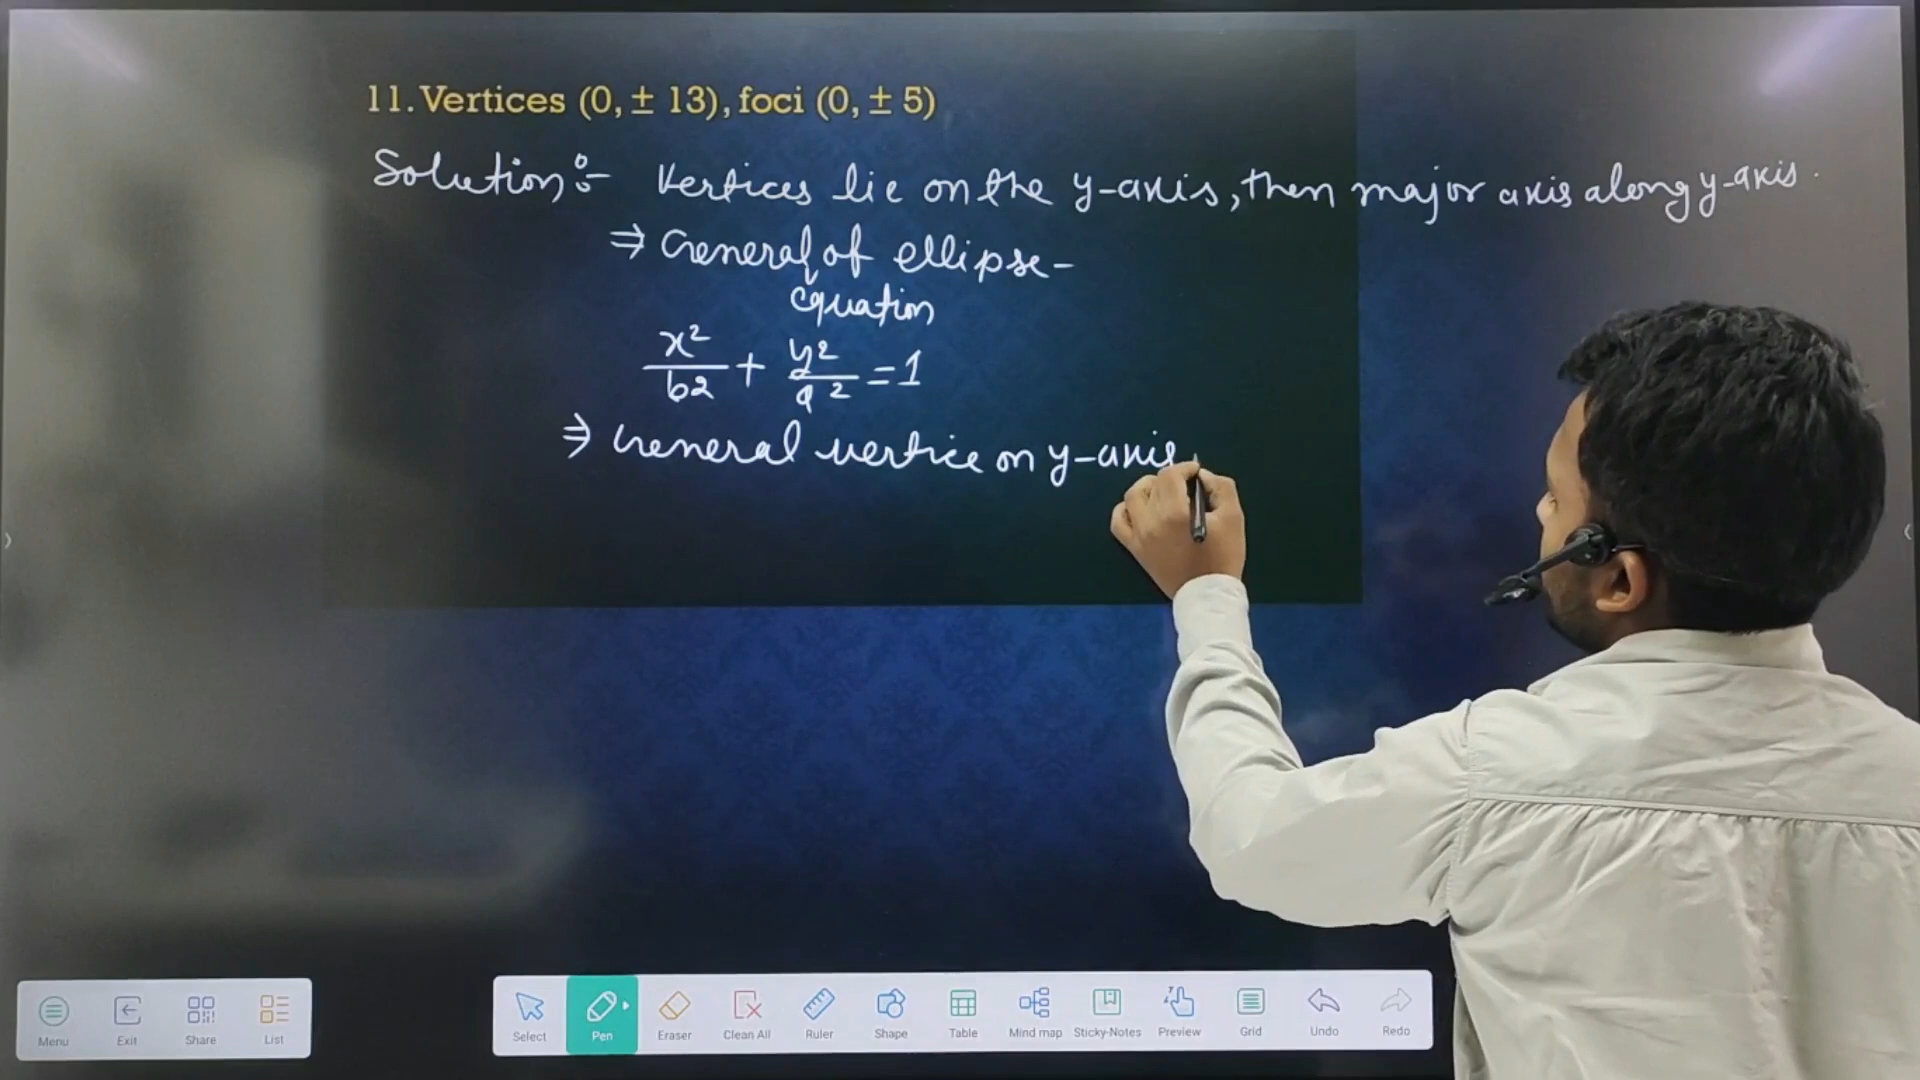 11. Vertices (0, ± 13), foci (0, ± 5)
Solution:- Vertices lie on the y-axis, then major axis along y-axis.
⇒ General of ellipse-
equation
x²/b² + y²/a² = 1
⇒ General vertice on y-axis
Menu Exit Share List
Select Pen Eraser Clean All Ruler Shape Table Mind map Sticky-Notes Preview Grid Undo Redo